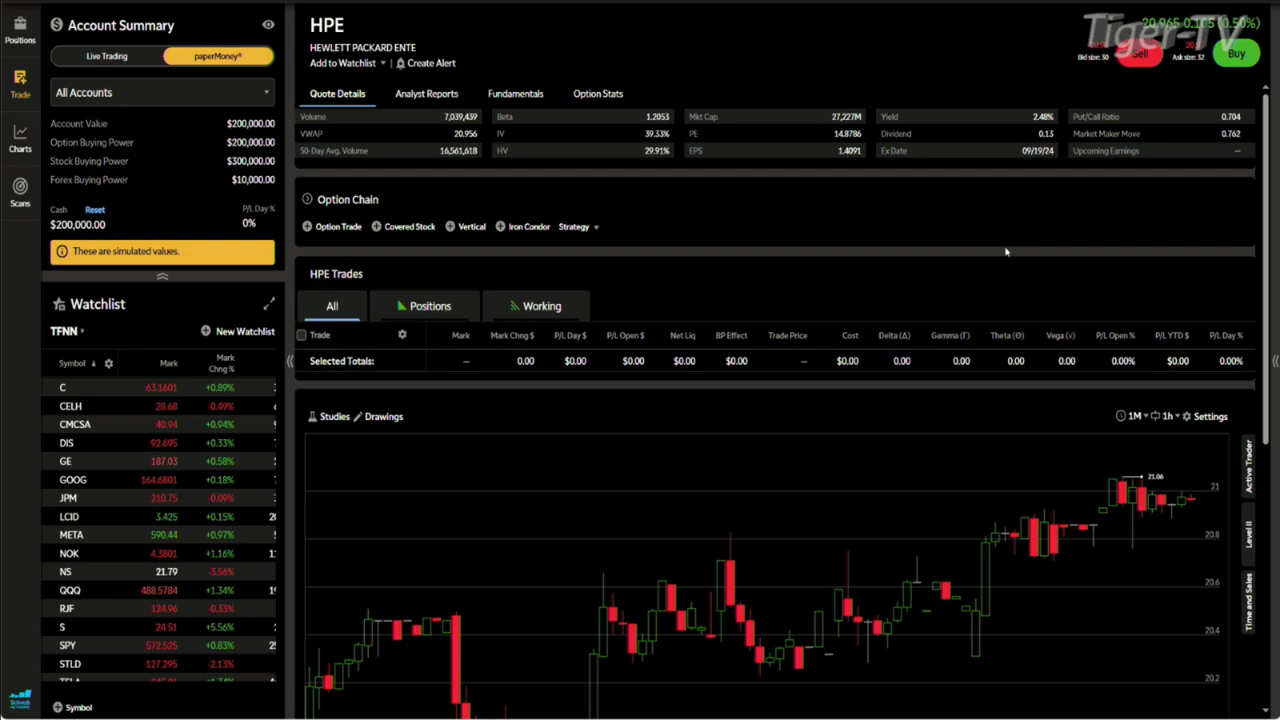 Positions
Trade
Charts
Scans
Schwab
Account Summary
Live Trading
paperMoney®
All Accounts
Account Value $200,000.00
Option Buying Power $200,000.00
Stock Buying Power $300,000.00
Forex Buying Power $10,000.00
Cash Reset P/L Day %
$200,000.00 0%
These are simulated values.
Watchlist
TFNN New Watchlist
Symbol Mark Mark Chng %
C 63.1601 +0.89%
CELH 28.68 -0.49%
CMCSA 40.94 +0.94%
DIS 92.695 +0.33%
GE 187.03 +0.58%
GOOG 164.6801 +0.18%
JPM 210.75 -0.09%
LCID 3.425 +0.15%
META 590.44 +0.97%
NOK 4.3801 +1.16%
NS 21.79 -3.56%
QQQ 488.5784 +1.34%
RJF 124.96 -0.33%
S 24.51 +5.56%
SPY 572.525 +0.83%
STLD 127.295 -2.13%
Symbol
HPE
HEWLETT PACKARD ENTE
Add to Watchlist Create Alert
Tiger-TV
20.965 0.105 (0.50%)
Bid size: 30 Sell Ask size: 32 Buy
Quote Details Analyst Reports Fundamentals Option Stats
Volume 7,039,439 Beta 1.2053 Mkt Cap 27,227M Yield 2.48% Put/Call Ratio 0.704
VWAP 20.956 IV 39.33% PE 14.8786 Dividend 0.13 Market Maker Move 0.762
50-Day Avg. Volume 16,561,618 HV 29.91% EPS 1.4091 Ex Date 09/19/24 Upcoming Earnings --
Option Chain
Option Trade Covered Stock Vertical Iron Condor Strategy
HPE Trades
All Positions Working
Trade Mark Mark Chng $ P/L Day $ P/L Open $ Net Liq BP Effect Trade Price Cost Delta (Δ) Gamma (Γ) Theta (Θ) Vega (ν) P/L Open % P/L YTD $ P/L Day %
Selected Totals: -- 0.00 $0.00 $0.00 $0.00 $0.00 -- $0.00 0.00 0.00 0.00 0.00 0.00% $0.00 0.00%
Studies Drawings 1M 1h Settings
21.06
21
20.8
20.6
20.4
20.2
Active Trader
Level II
Time and Sales